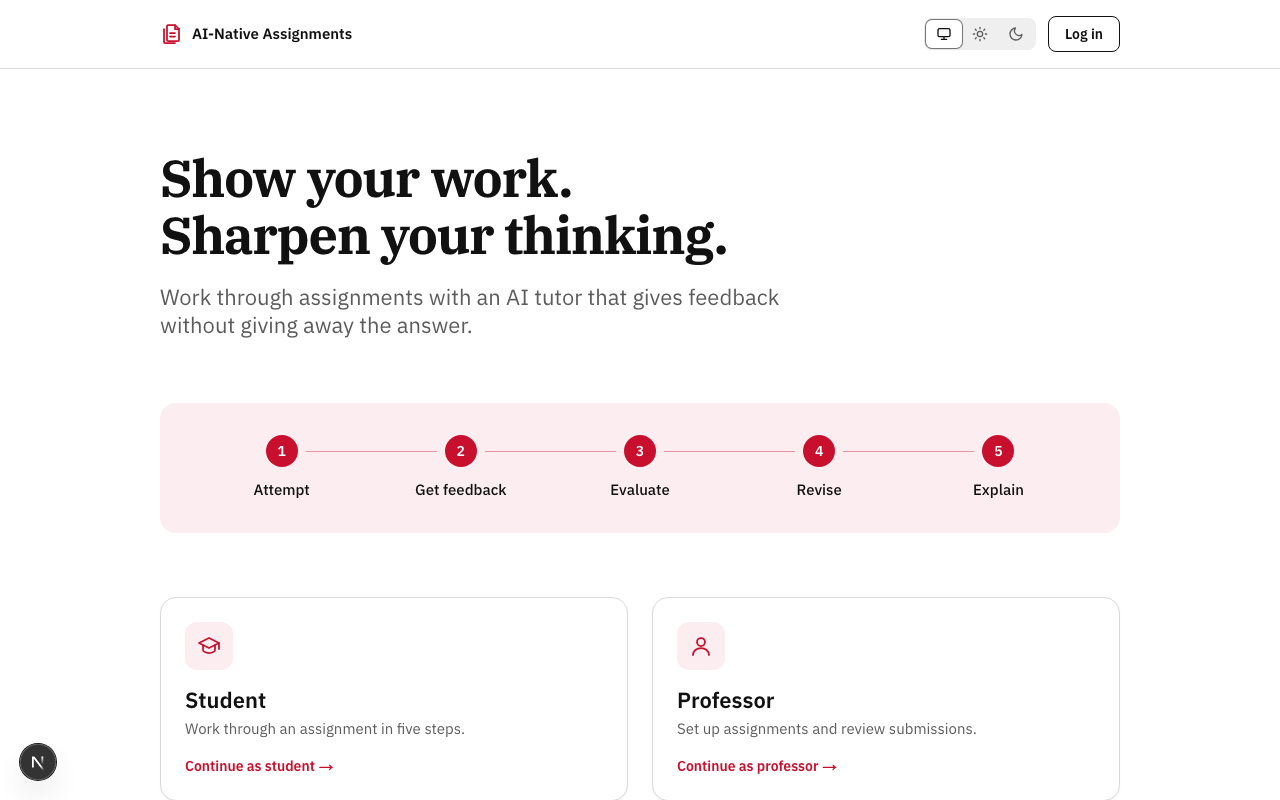 AI-Native Assignments
Log in
Show your work.
Sharpen your thinking.
Work through assignments with an AI tutor that gives feedback
without giving away the answer.
1
2
3
4
5
Attempt
Get feedback
Evaluate
Revise
Explain
Student
Work through an assignment in five steps.
Continue as student →
Professor
Set up assignments and review submissions.
Continue as professor →
N